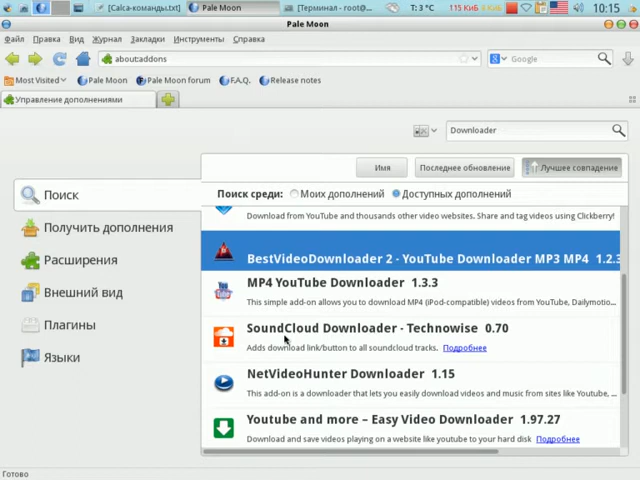 [Calca-команды.txt]
Pale Moon
[Терминал - root@...
T: 3 °C
115 КиБ
10:15
Pale Moon
Файл Правка Вид Журнал Закладки Инструменты Справка
about:addons
Google
Most Visited Pale Moon Pale Moon forum F.A.Q. Release notes
Управление дополнениями
Downloader
Имя Последнее обновление Лучшее совпадение
Поиск среди: Моих дополнений Доступных дополнений
Поиск
Получить дополнения
Расширения
Внешний вид
Плагины
Языки
Download from YouTube and thousands other video websites. Share and tag videos using Clickberry!
BestVideoDownloader 2 - YouTube Downloader MP3 MP4 1.2.3
MP4 YouTube Downloader 1.3.3
This simple add-on allows you to download MP4 (iPod-compatible) videos from YouTube, Dailymotio...
SoundCloud Downloader - Technowise 0.70
Adds download link/button to all soundcloud tracks. Подробнее
NetVideoHunter Downloader 1.15
This add-on is a downloader that lets you easily download videos and music from sites like Youtube, ...
Youtube and more – Easy Video Downloader 1.97.27
Download and save videos playing on a website like youtube to your hard disk Подробнее
Готово